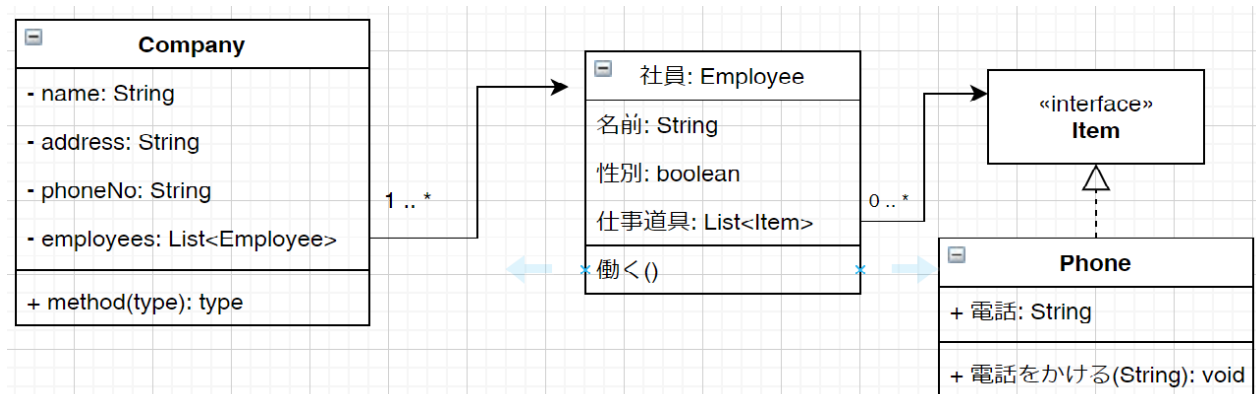 Company
- name: String
- address: String
- phoneNo: String
- employees: List<Employee>
+ method(type): type
1 .. *
社員: Employee
名前: String
性別: boolean
仕事道具: List<Item>
働く()
0 .. *
«interface»
Item
Phone
+ 電話: String
+ 電話をかける(String): void